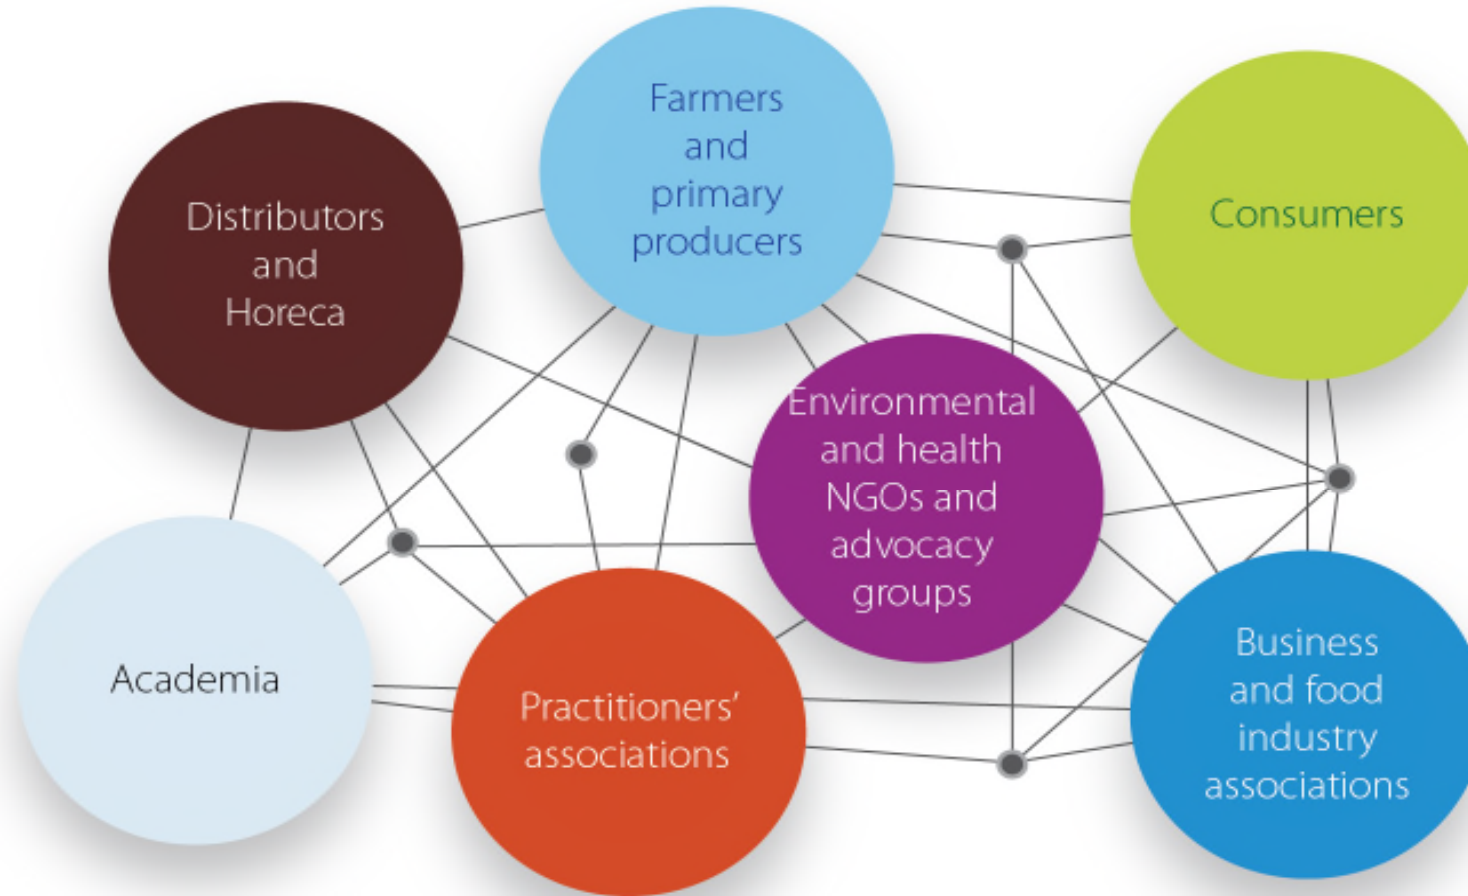 Farmers
and
primary
producers
Distributors
and
Horeca
Consumers
Environmental
and health
NGOs and
advocacy
groups
Academia
Practitioners’
associations
Business
and food
industry
associations